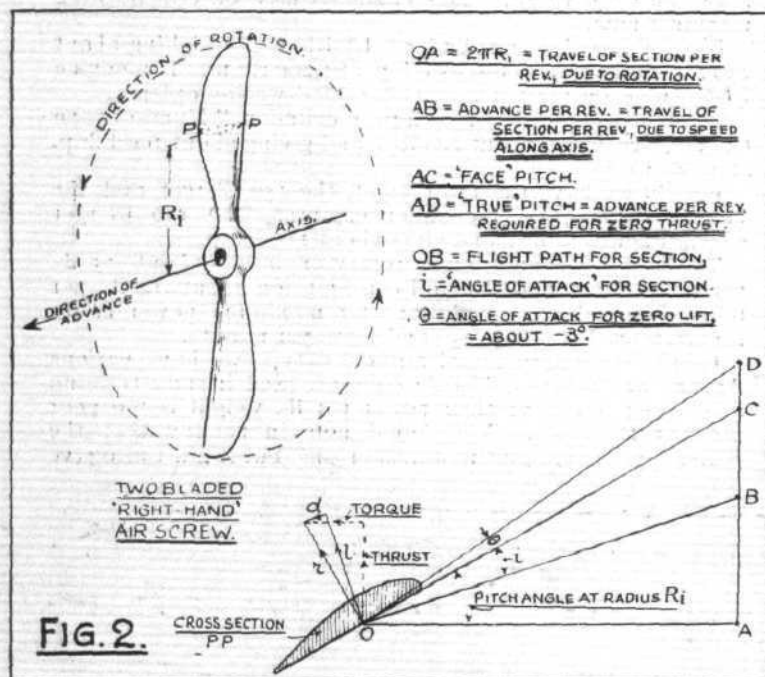 DIRECTION OF ROTATION.
P P
Ri
AXIS.
DIRECTION OF
ADVANCE
TWO BLADED
'RIGHT-HAND'
AIR SCREW.
OA = 2πR, = TRAVEL OF SECTION PER
REV., DUE TO ROTATION.
AB = ADVANCE PER REV. = TRAVEL OF
SECTION PER REV., DUE TO SPEED
ALONG AXIS.
AC = 'FACE' PITCH.
AD = 'TRUE' PITCH = ADVANCE PER REV.
REQUIRED FOR ZERO THRUST.
OB = FLIGHT PATH FOR SECTION,
i = 'ANGLE OF ATTACK' FOR SECTION.
θ = ANGLE OF ATTACK FOR ZERO LIFT,
= ABOUT -3°.
D
C
B
d
TORQUE
r
l
THRUST
θ
i
PITCH ANGLE AT RADIUS Ri
CROSS SECTION
PP
O
A
FIG. 2.